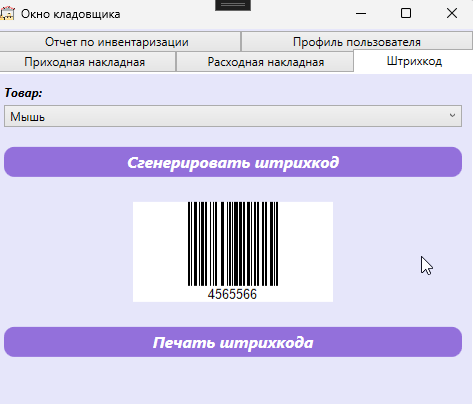 Окно кладовщика
Отчет по инвентаризации
Профиль пользователя
Приходная накладная
Расходная накладная
Штрихкод
Товар:
Мышь
Сгенерировать штрихкод
4565566
Печать штрихкода